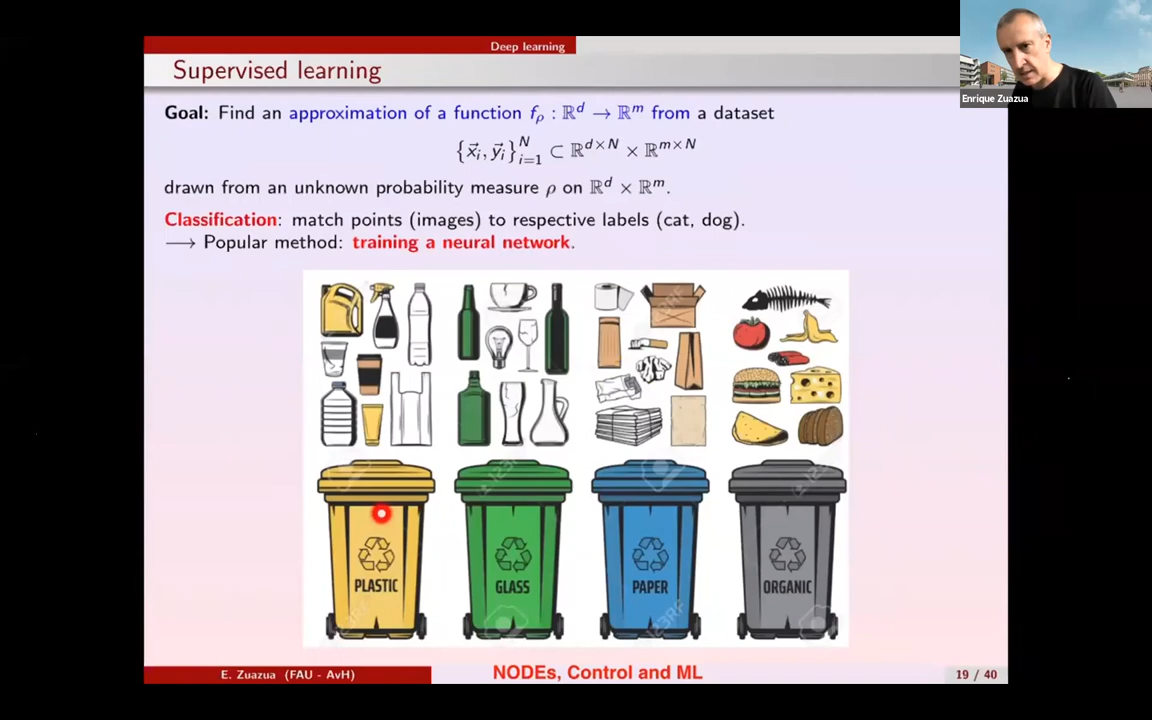 Deep learning
Supervised learning
Enrique Zuazua
Goal: Find an approximation of a function f_ρ : ℝ^d → ℝ^m from a dataset
{x⃗_i, y⃗_i}_{i=1}^N ⊂ ℝ^{d×N} × ℝ^{m×N}
drawn from an unknown probability measure ρ on ℝ^d × ℝ^m.
Classification: match points (images) to respective labels (cat, dog).
⟶ Popular method: training a neural network.
PLASTIC
GLASS
PAPER
ORGANIC
E. Zuazua (FAU - AvH)
NODEs, Control and ML
19 / 40